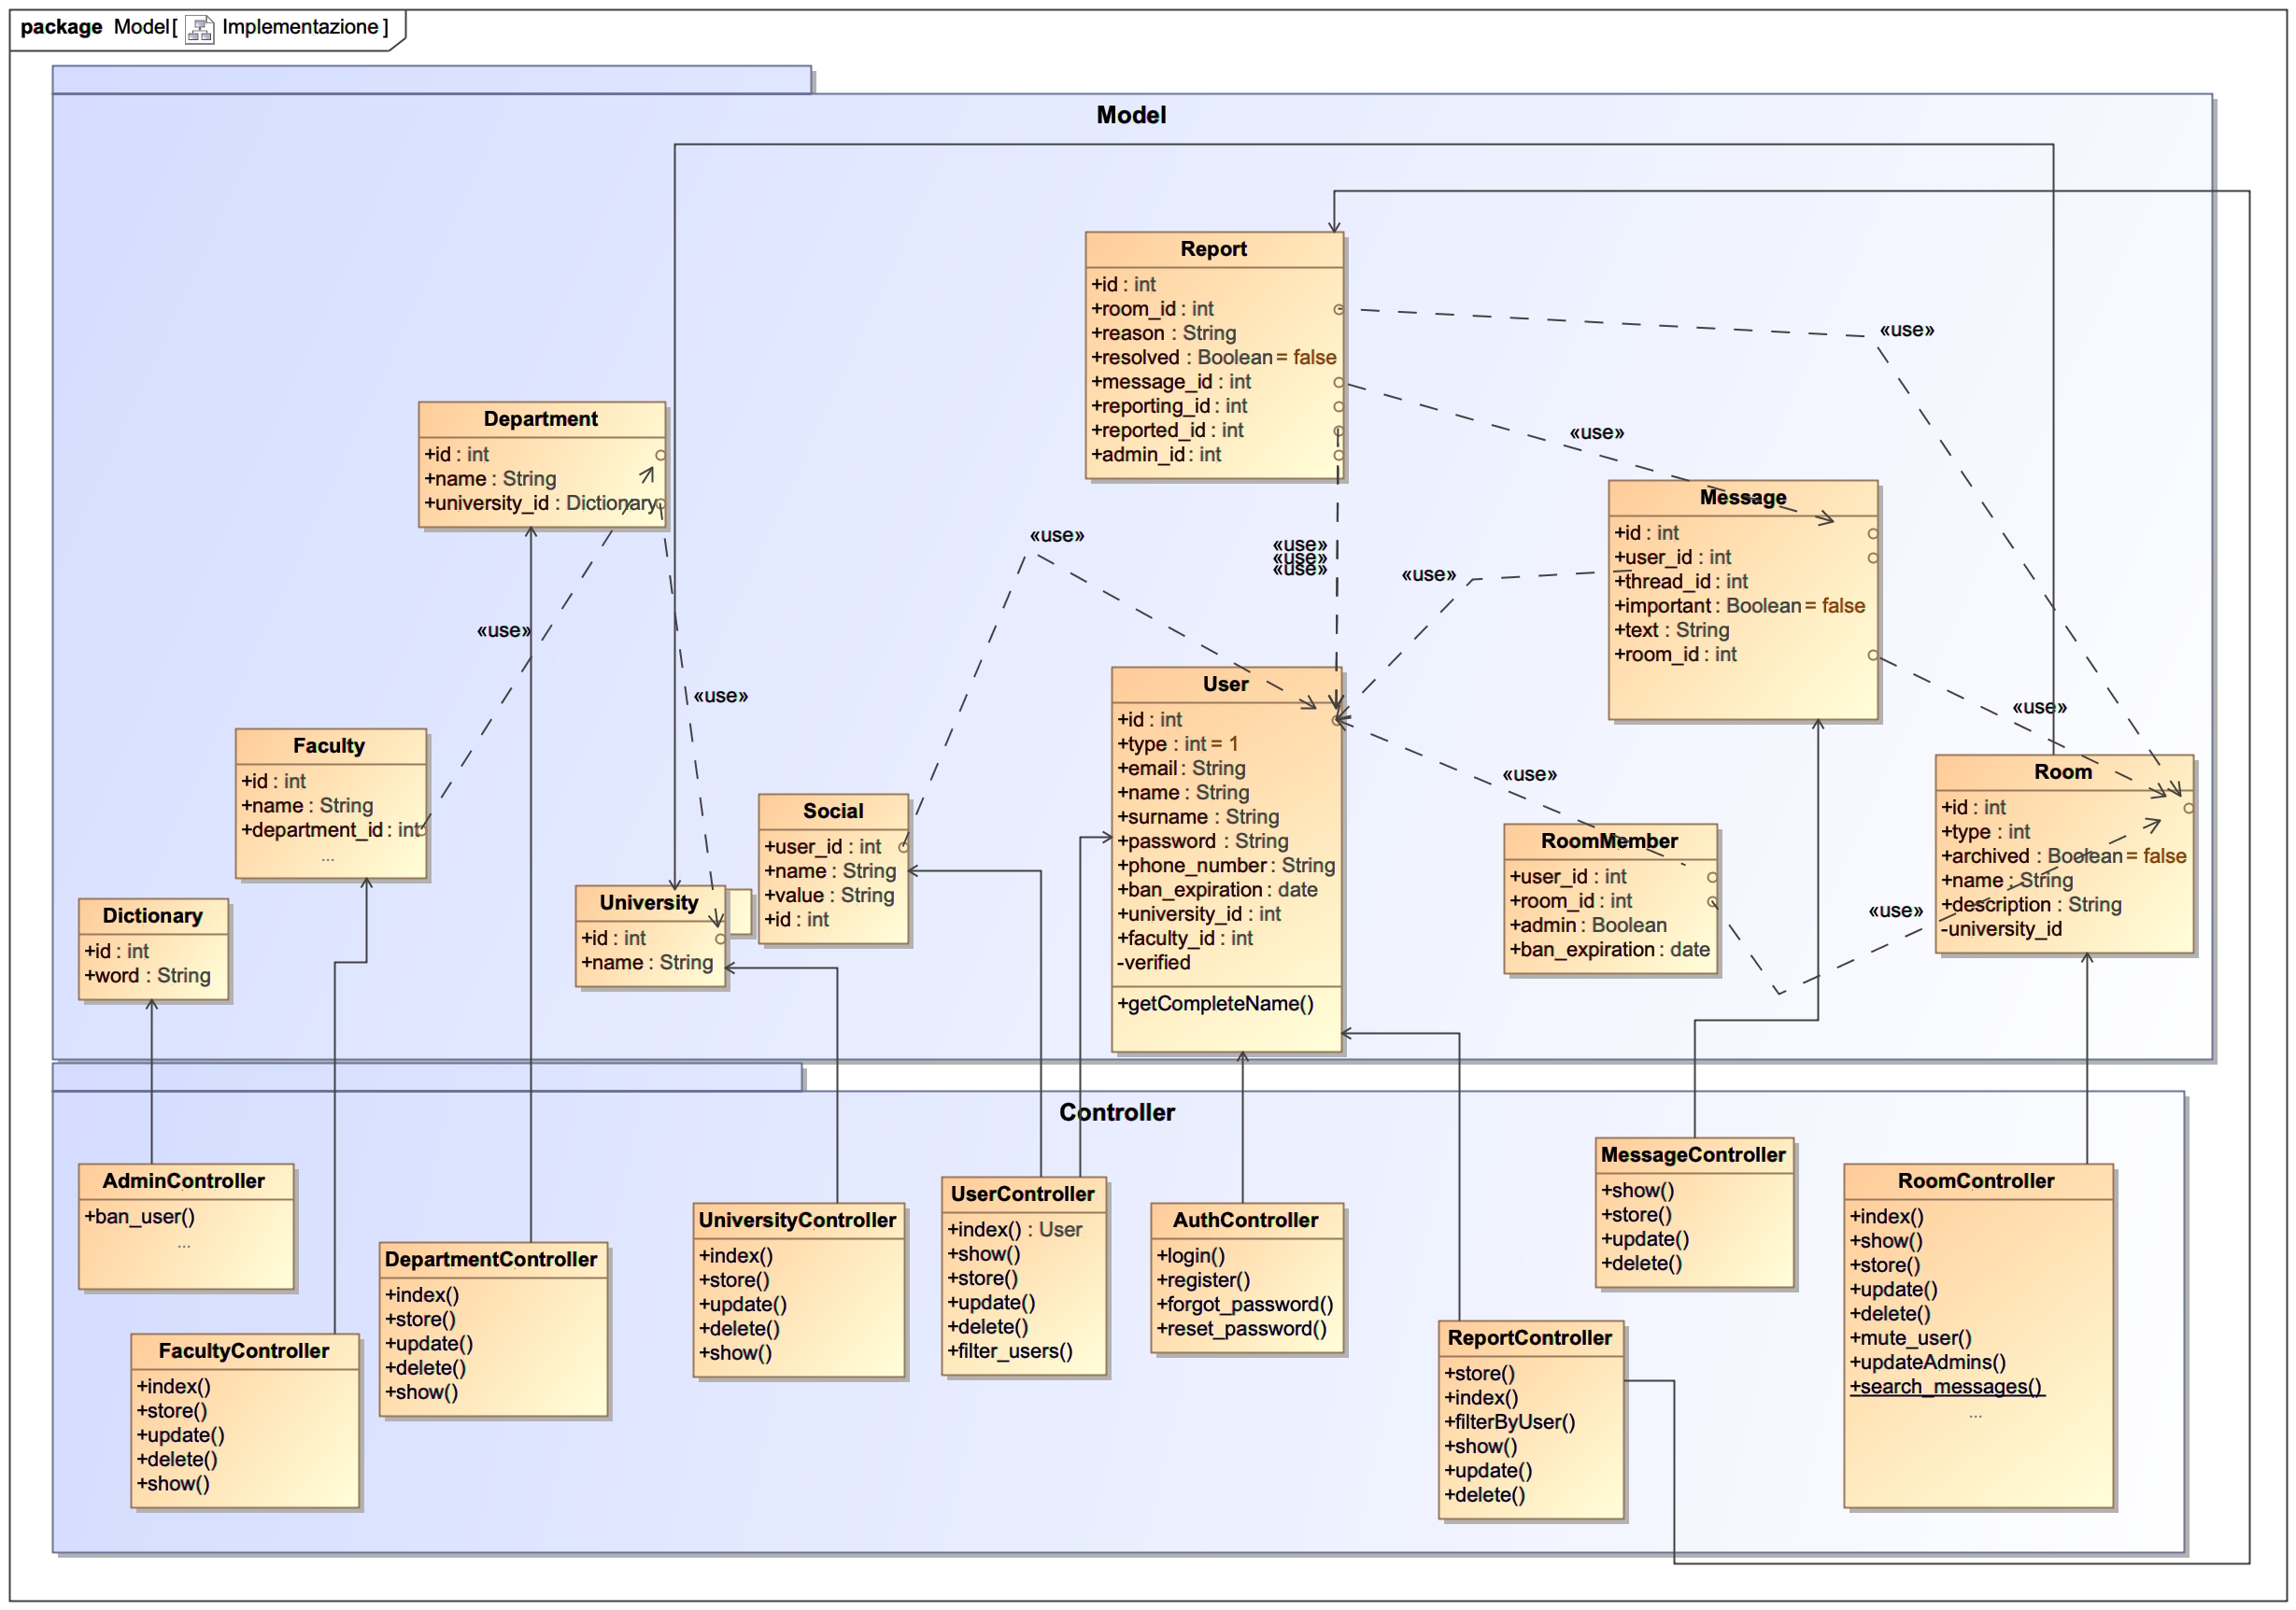 package Model[ Implementazione ]
Model
Report
+id : int
+room_id : int
+reason : String
+resolved : Boolean = false
+message_id : int
+reporting_id : int
+reported_id : int
+admin_id : int
«use»
«use»
Department
+id : int
+name : String
+university_id : Dictionary
Message
+id : int
+user_id : int
+thread_id : int
+important : Boolean = false
+text : String
+room_id : int
«use»
«use»
«use»
«use»
«use»
«use»
«use»
«use»
User
+id : int
+type : int = 1
+email : String
+name : String
+surname : String
+password : String
+phone_number : String
+ban_expiration : date
+university_id : int
+faculty_id : int
-verified
+getCompleteName()
Faculty
+id : int
+name : String
+department_id : int
...
Social
+user_id : int
+name : String
+value : String
+id : int
«use»
RoomMember
+user_id : int
+room_id : int
+admin : Boolean
+ban_expiration : date
«use»
Room
+id : int
+type : int
+archived : Boolean = false
+name : String
+description : String
-university_id
Dictionary
+id : int
+word : String
University
+id : int
+name : String
Controller
AdminController
+ban_user()
...
FacultyController
+index()
+store()
+update()
+delete()
+show()
DepartmentController
+index()
+store()
+update()
+delete()
+show()
UniversityController
+index()
+store()
+update()
+delete()
+show()
UserController
+index() : User
+show()
+store()
+update()
+delete()
+filter_users()
AuthController
+login()
+register()
+forgot_password()
+reset_password()
ReportController
+store()
+index()
+filterByUser()
+show()
+update()
+delete()
MessageController
+show()
+store()
+update()
+delete()
RoomController
+index()
+show()
+store()
+update()
+delete()
+mute_user()
+updateAdmins()
+search_messages()
...